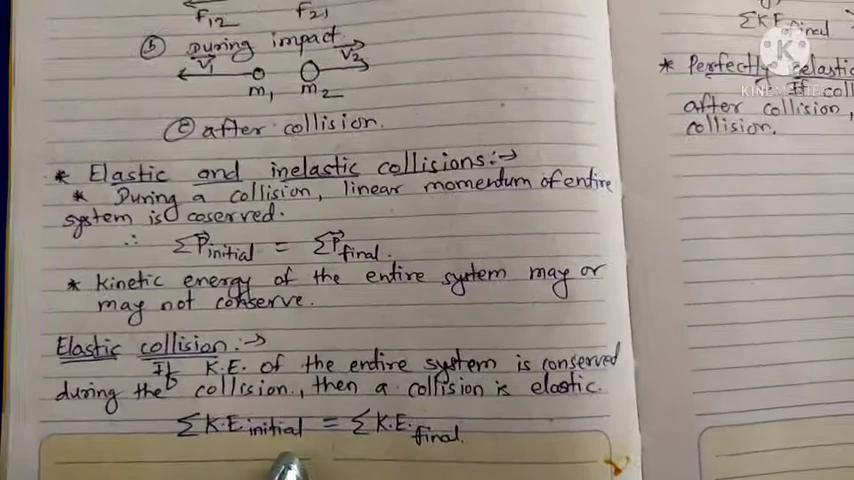 F12 F21
(b) During impact
V1 V2
m1 m2
(c) after collision.
* Elastic and inelastic collisions:→
* During a collision, linear momentum of entire
system is coserved.
∴ ΣP⃗initial = ΣP⃗final.
* Kinetic energy of the entire system may or
may not conserve.
Elastic collision:→
If K.E. of the entire system is conserved
during the collision, then a collision is elastic.
ΣK.E.initial = ΣK.E.final.
ΣK.E.final
* Perfectly
If
after collision,
collision.
K